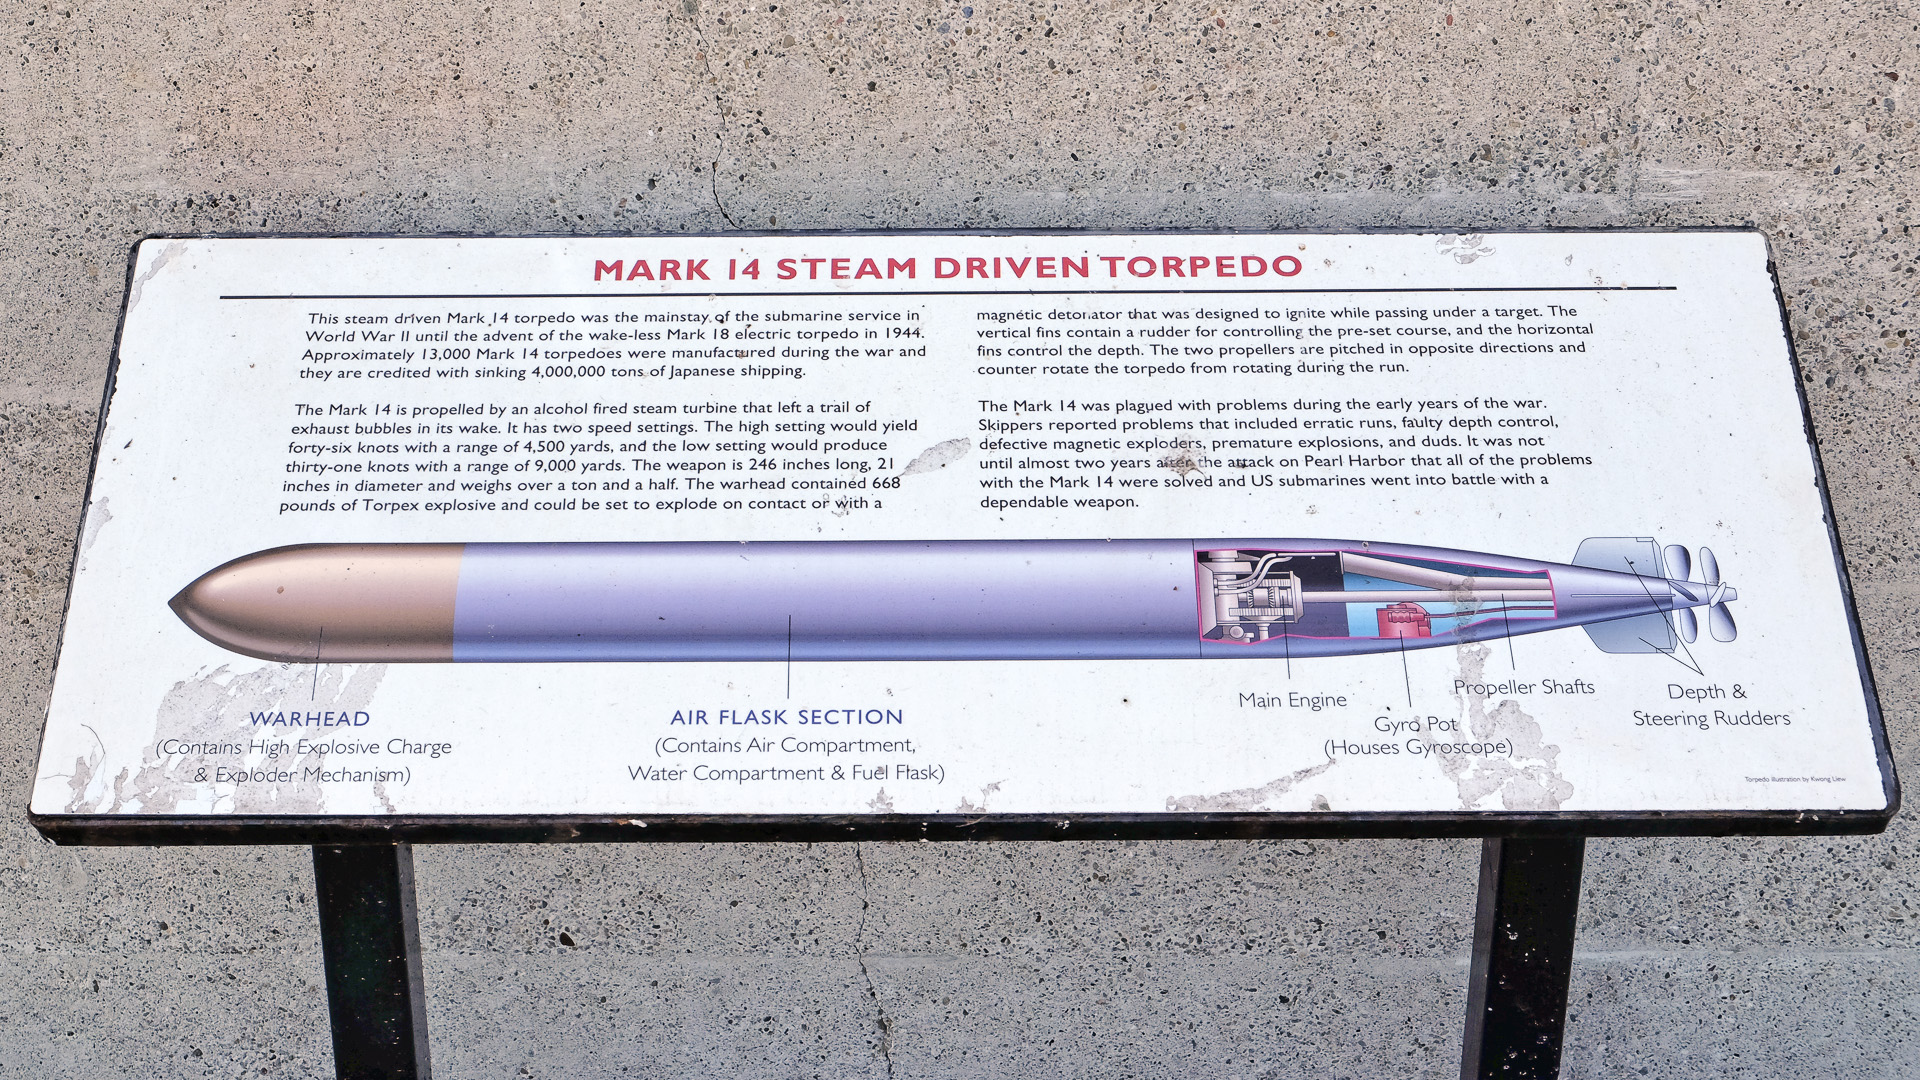 MARK 14 STEAM DRIVEN TORPEDO
This steam driven Mark 14 torpedo was the mainstay of the submarine service in
World War II until the advent of the wake-less Mark 18 electric torpedo in 1944.
Approximately 13,000 Mark 14 torpedoes were manufactured during the war and
they are credited with sinking 4,000,000 tons of Japanese shipping.
The Mark 14 is propelled by an alcohol fired steam turbine that left a trail of
exhaust bubbles in its wake. It has two speed settings. The high setting would yield
forty-six knots with a range of 4,500 yards, and the low setting would produce
thirty-one knots with a range of 9,000 yards. The weapon is 246 inches long, 21
inches in diameter and weighs over a ton and a half. The warhead contained 668
pounds of Torpex explosive and could be set to explode on contact or with a
magnetic detonator that was designed to ignite while passing under a target. The
vertical fins contain a rudder for controlling the pre-set course, and the horizontal
fins control the depth. The two propellers are pitched in opposite directions and
counter rotate the torpedo from rotating during the run.
The Mark 14 was plagued with problems during the early years of the war.
Skippers reported problems that included erratic runs, faulty depth control,
defective magnetic exploders, premature explosions, and duds. It was not
until almost two years after the attack on Pearl Harbor that all of the problems
with the Mark 14 were solved and US submarines went into battle with a
dependable weapon.
WARHEAD
(Contains High Explosive Charge
& Exploder Mechanism)
AIR FLASK SECTION
(Contains Air Compartment,
Water Compartment & Fuel Flask)
Main Engine
Gyro Pot
(Houses Gyroscope)
Propeller Shafts
Depth &
Steering Rudders
Torpedo illustration by Kwong Liew